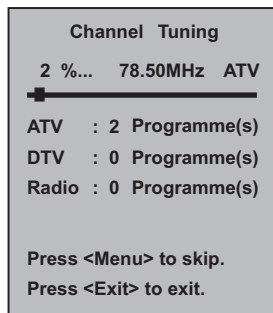 Channel Tuning
2 %... 78.50MHz ATV
ATV : 2 Programme(s)
DTV : 0 Programme(s)
Radio : 0 Programme(s)
Press <Menu> to skip.
Press <Exit> to exit.